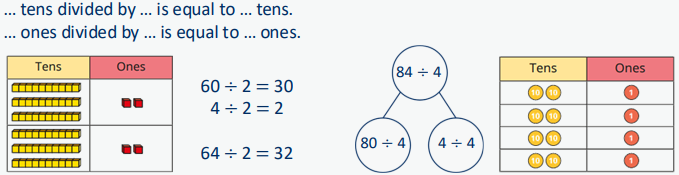 ... tens divided by ... is equal to ... tens.
... ones divided by ... is equal to ... ones.
Tens Ones
60 ÷ 2 = 30
4 ÷ 2 = 2
64 ÷ 2 = 32
84 ÷ 4
80 ÷ 4 4 ÷ 4
Tens Ones
10 10 1
10 10 1
10 10 1
10 10 1